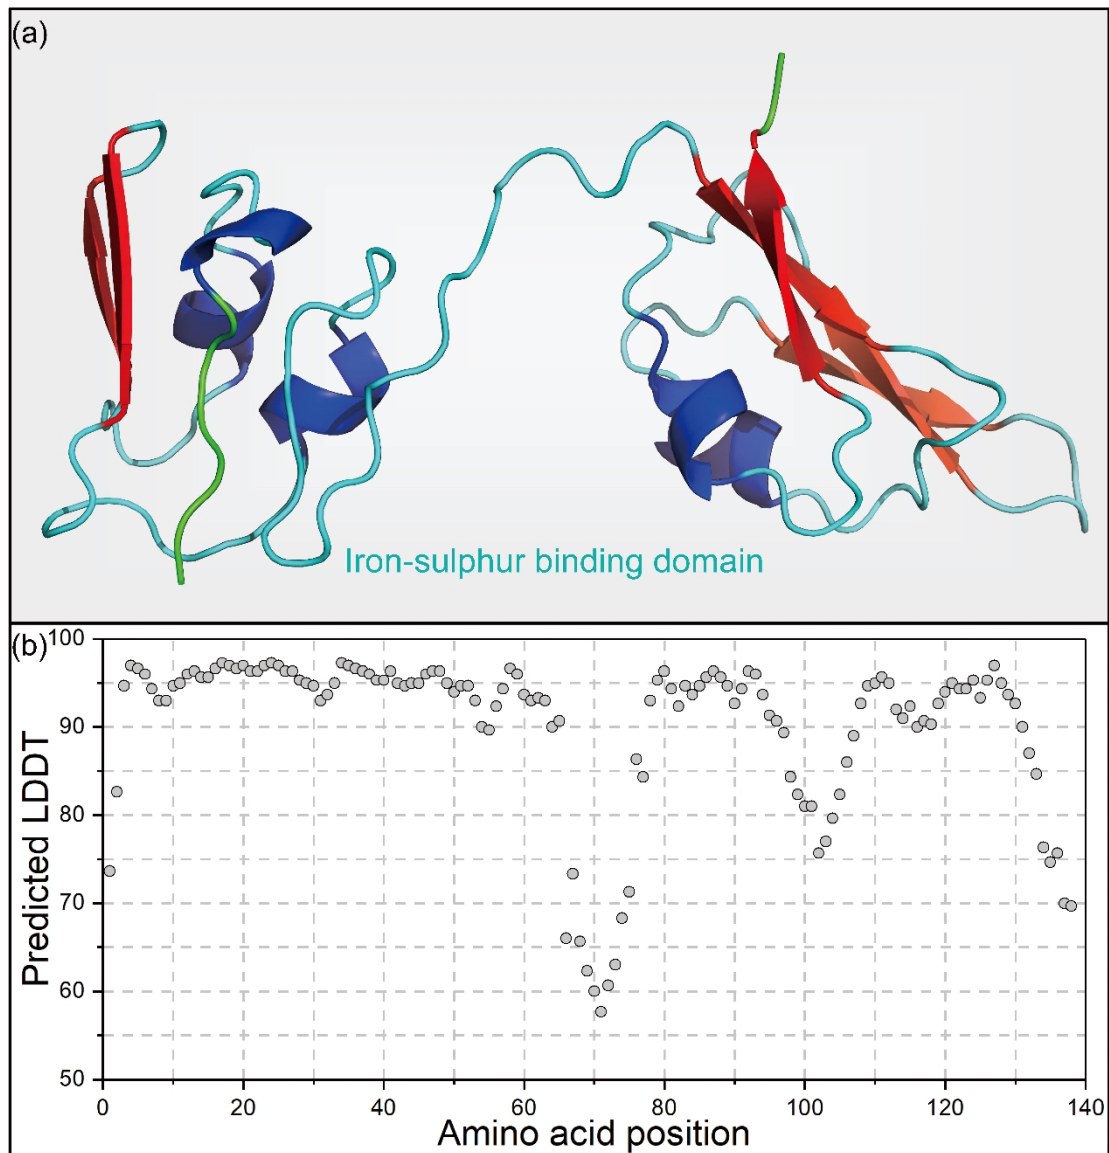 (a)
Iron-sulphur binding domain
(b)
Predicted LDDT
100
90
80
70
60
50
0 20 40 60 80 100 120 140
Amino acid position